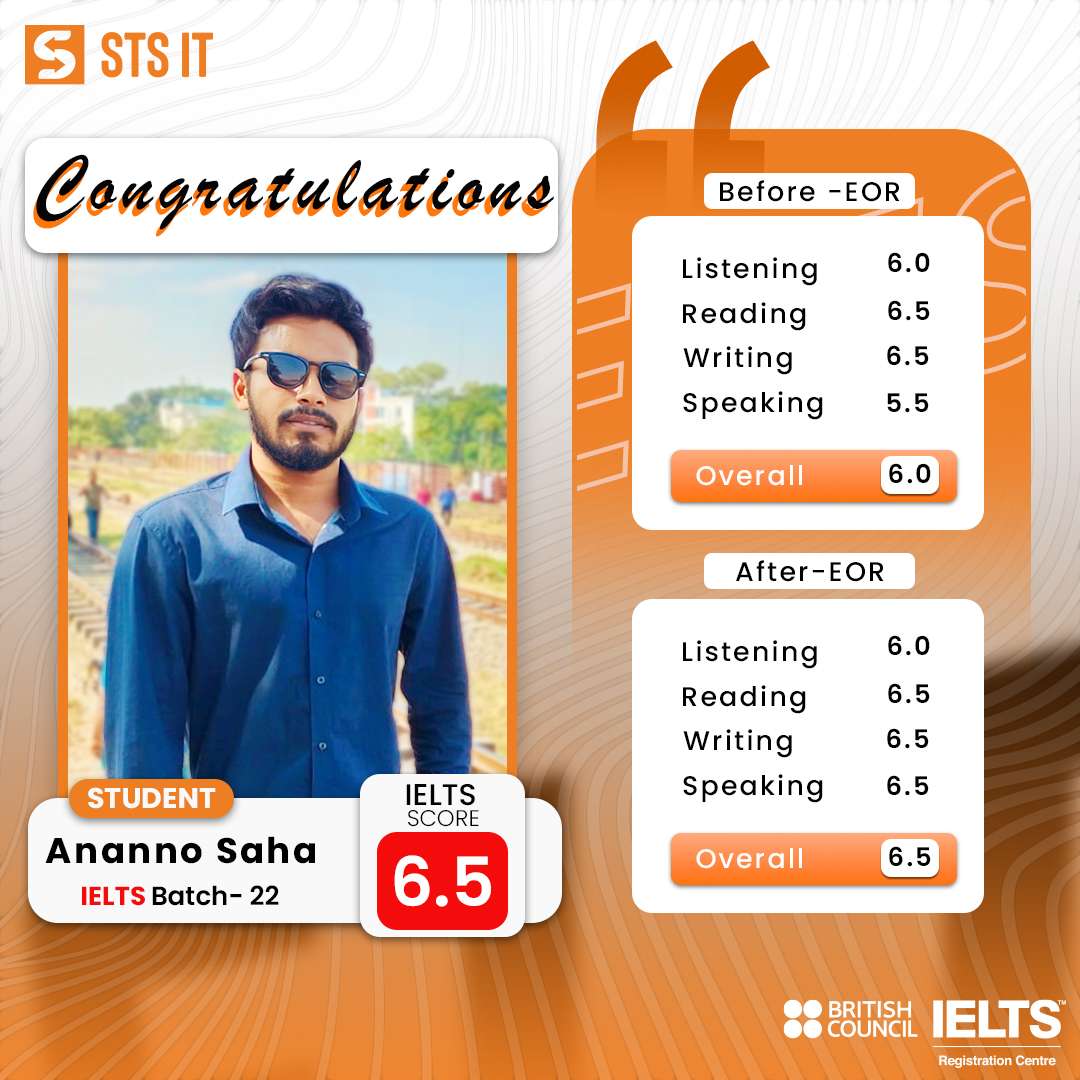 STS IT
Congratulations
STUDENT
Ananno Saha
IELTS Batch- 22
IELTS
SCORE
6.5
Before -EOR
Listening 6.0
Reading 6.5
Writing 6.5
Speaking 5.5
Overall 6.0
After-EOR
Listening 6.0
Reading 6.5
Writing 6.5
Speaking 6.5
Overall 6.5
BRITISH
COUNCIL
IELTS™
Registration Centre